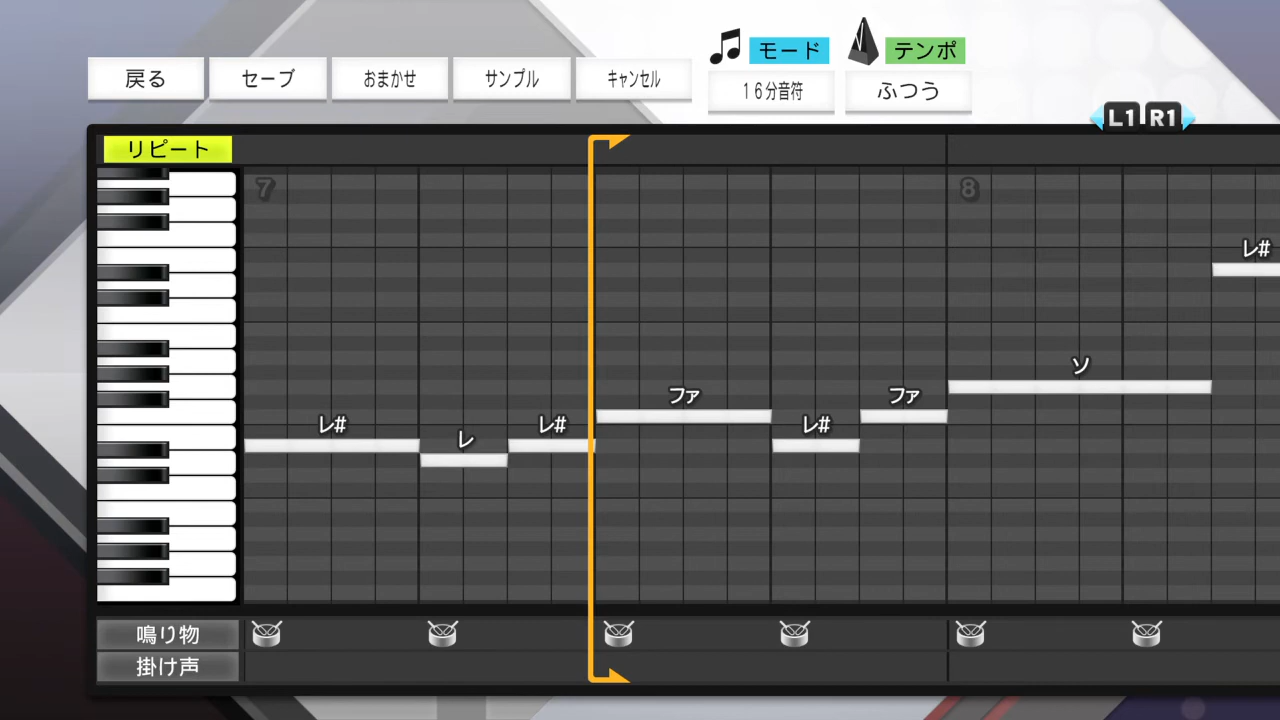 戻る
セーブ
おまかせ
サンプル
キャンセル
モード
16分音符
テンポ
ふつう
L1 R1
リピート
7
8
レ#
レ
レ#
ファ
レ#
ファ
ソ
レ#
鳴り物
掛け声